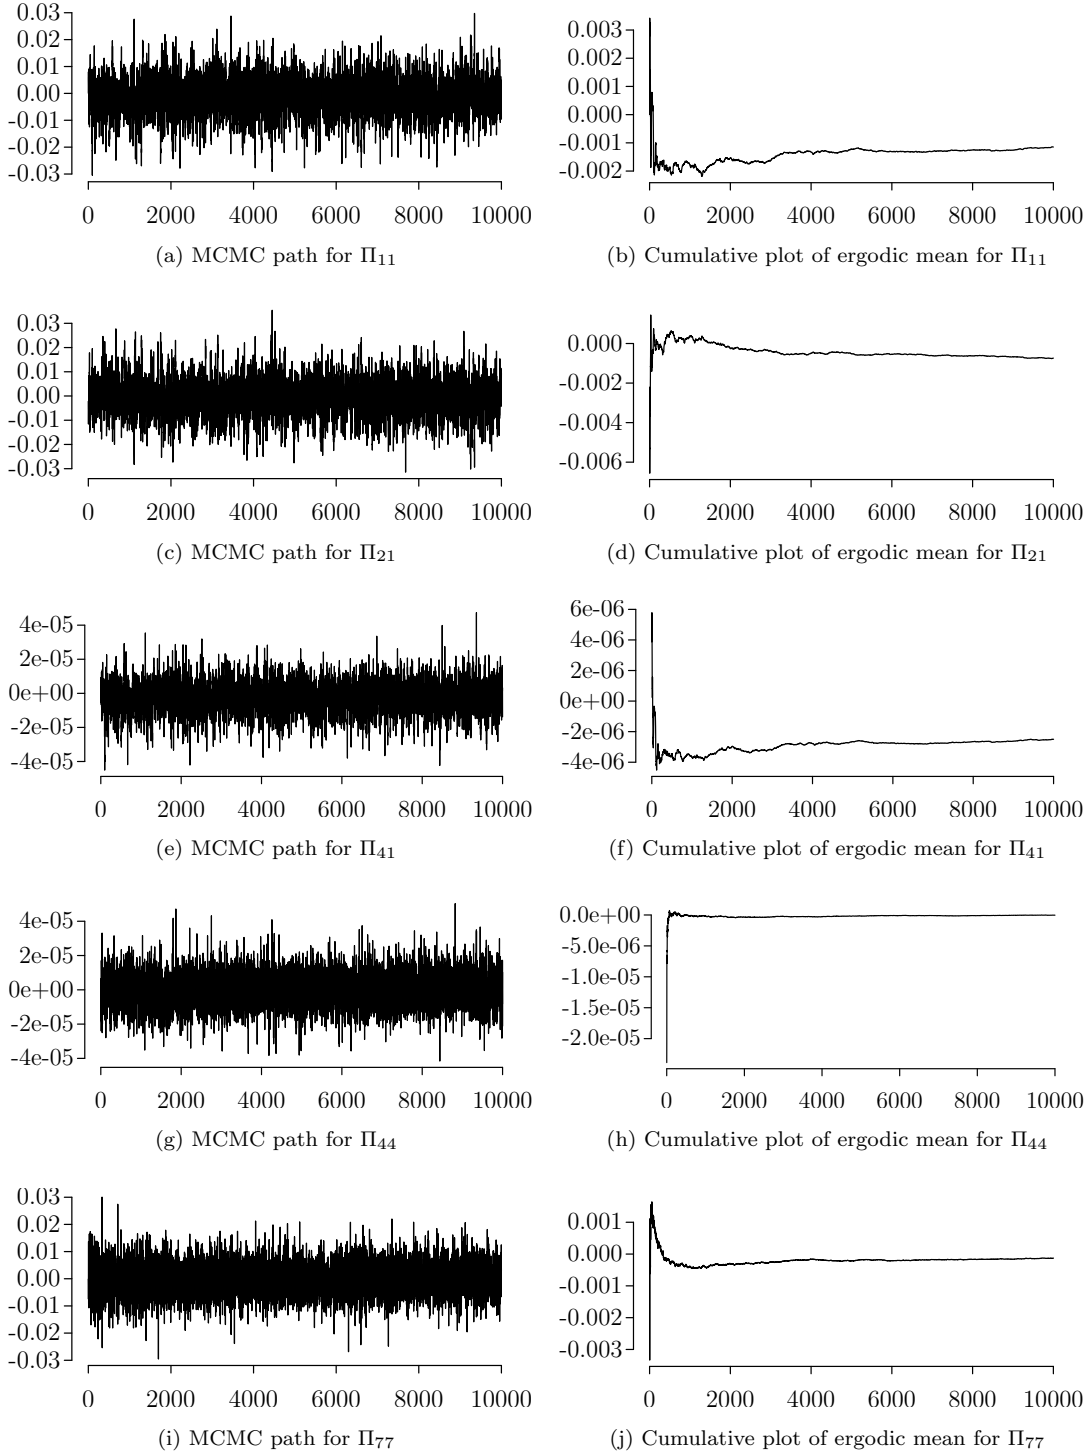 0.03
0.02
0.01
0.00
-0.01
-0.02
-0.03
0 2000 4000 6000 8000 10000
(a) MCMC path for Π11
0.003
0.002
0.001
0.000
-0.001
-0.002
0 2000 4000 6000 8000 10000
(b) Cumulative plot of ergodic mean for Π11
0.03
0.02
0.01
0.00
-0.01
-0.02
-0.03
0 2000 4000 6000 8000 10000
(c) MCMC path for Π21
0.000
-0.002
-0.004
-0.006
0 2000 4000 6000 8000 10000
(d) Cumulative plot of ergodic mean for Π21
4e-05
2e-05
0e+00
-2e-05
-4e-05
0 2000 4000 6000 8000 10000
(e) MCMC path for Π41
6e-06
4e-06
2e-06
0e+00
-2e-06
-4e-06
0 2000 4000 6000 8000 10000
(f) Cumulative plot of ergodic mean for Π41
4e-05
2e-05
0e+00
-2e-05
-4e-05
0 2000 4000 6000 8000 10000
(g) MCMC path for Π44
0.0e+00
-5.0e-06
-1.0e-05
-1.5e-05
-2.0e-05
0 2000 4000 6000 8000 10000
(h) Cumulative plot of ergodic mean for Π44
0.03
0.02
0.01
0.00
-0.01
-0.02
-0.03
0 2000 4000 6000 8000 10000
(i) MCMC path for Π77
0.001
0.000
-0.001
-0.002
-0.003
0 2000 4000 6000 8000 10000
(j) Cumulative plot of ergodic mean for Π77